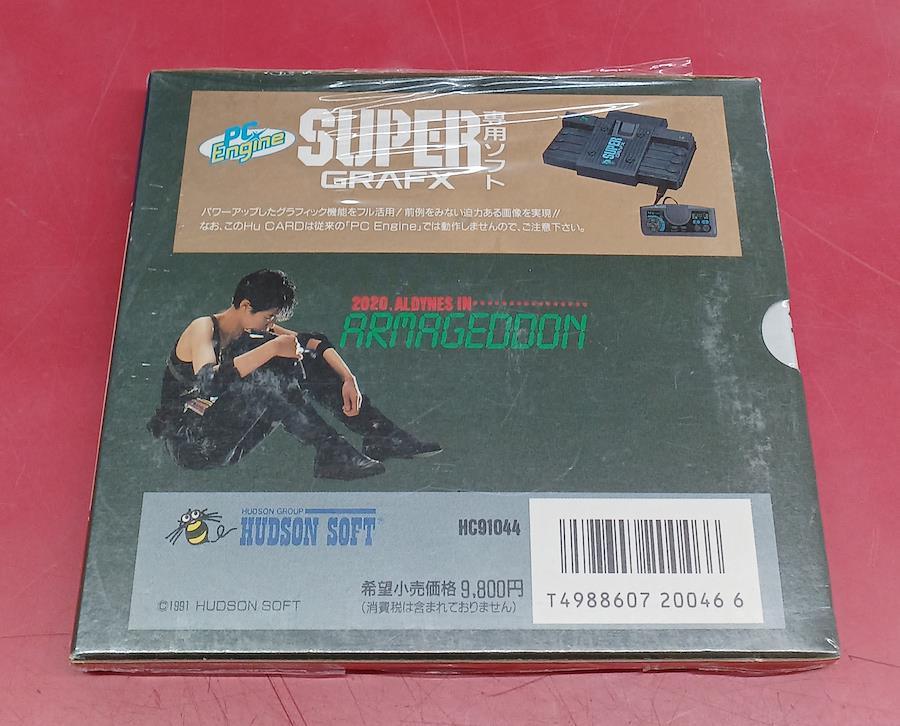 PC Engine
SUPER GRAFX
専用ソフト
SUPER GRAFX
パワーアップしたグラフィック機能をフル活用!前例をみない迫力ある画像を実現!!
なお、このHu CARDは従来の「PC Engine」では動作しませんので、ご注意下さい。
2020, ALDYNES IN
ARMAGEDDON
HUDSON GROUP
HUDSON SOFT
HC91044
希望小売価格 9,800円
(消費税は含まれておりません)
©1991 HUDSON SOFT
T4988607 20046 6